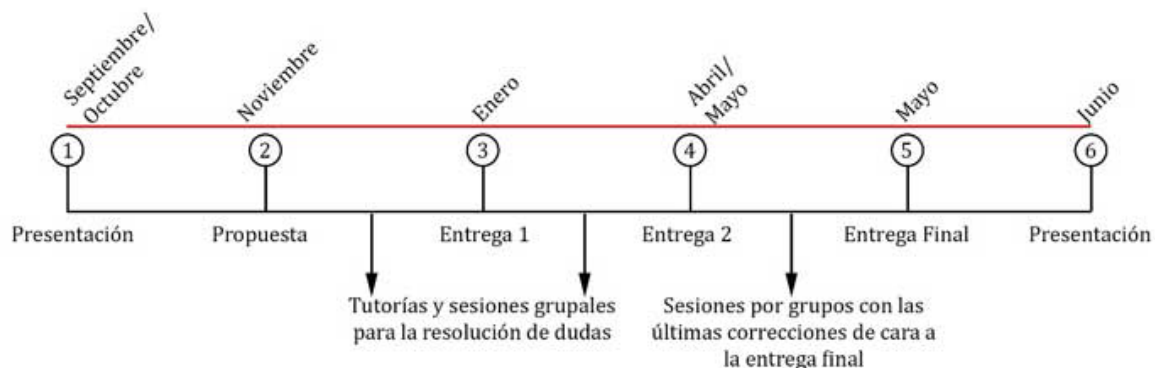 Septiembre/
Octubre
Noviembre
Enero
Abril/
Mayo
Mayo
Junio
1
2
3
4
5
6
Presentación
Propuesta
Entrega 1
Entrega 2
Entrega Final
Presentación
Tutorías y sesiones grupales
para la resolución de dudas
Sesiones por grupos con las
últimas correcciones de cara a
la entrega final